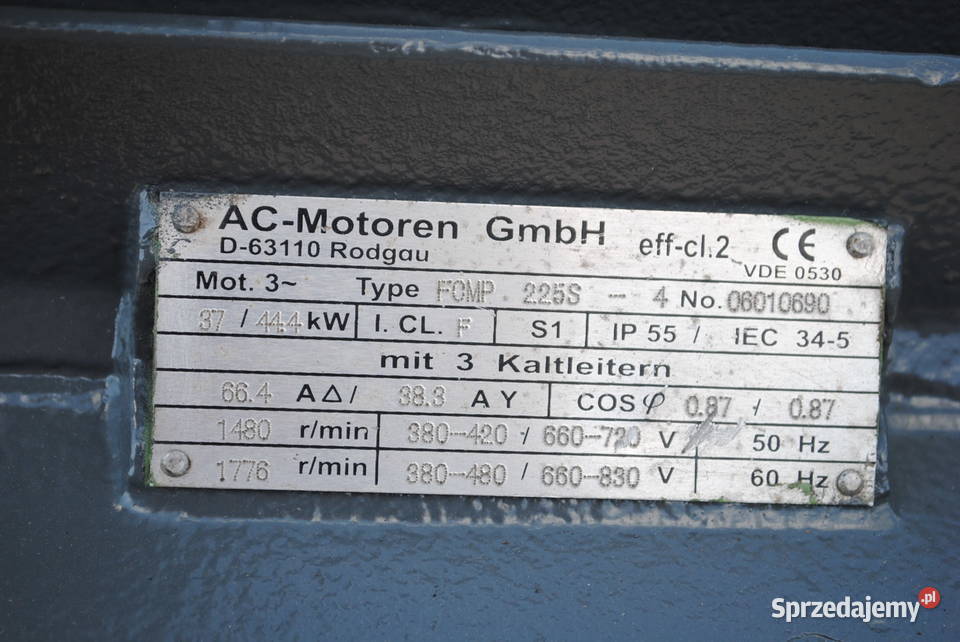 AC-Motoren GmbH
D-63110 Rodgau
eff-cl.2 CE
VDE 0530
Mot. 3~ Type FCMP 225S - 4 No. 06010690
37 / 44.4 kW I. CL. F S1 IP 55 / IEC 34-5
mit 3 Kaltleitern
66.4 A Δ / 38.3 A Y COS φ 0.87 / 0.87
1480 r/min 380-420 / 660-720 V 50 Hz
1776 r/min 380-480 / 660-830 V 60 Hz
Sprzedajemy.pl